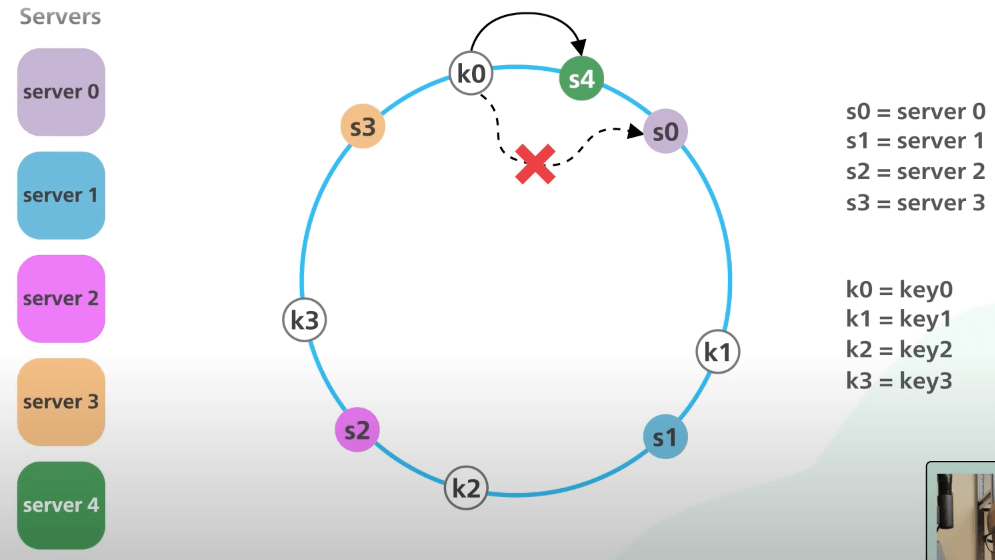 Servers
server 0
server 1
server 2
server 3
server 4
k0
s4
s3
s0
k3
k1
s2
s1
k2
s0 = server 0
s1 = server 1
s2 = server 2
s3 = server 3
k0 = key0
k1 = key1
k2 = key2
k3 = key3